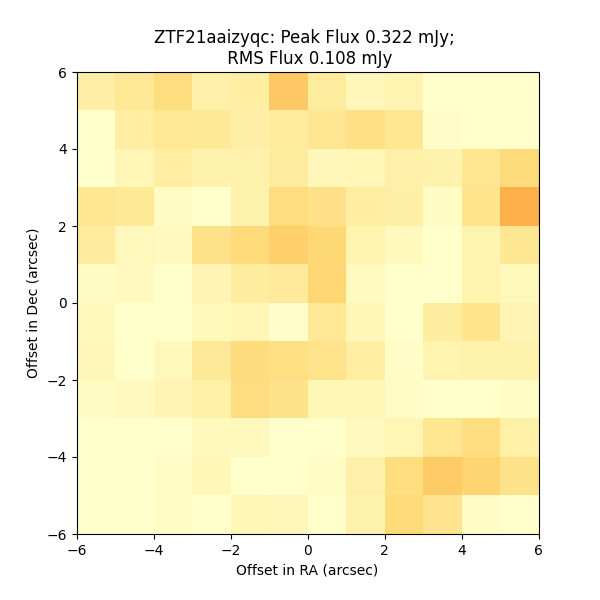 ZTF21aaizyqc: Peak Flux 0.322 mJy;
RMS Flux 0.108 mJy
6
4
2
0
−2
−4
−6
Offset in Dec (arcsec)
−6 −4 −2 0 2 4 6
Offset in RA (arcsec)